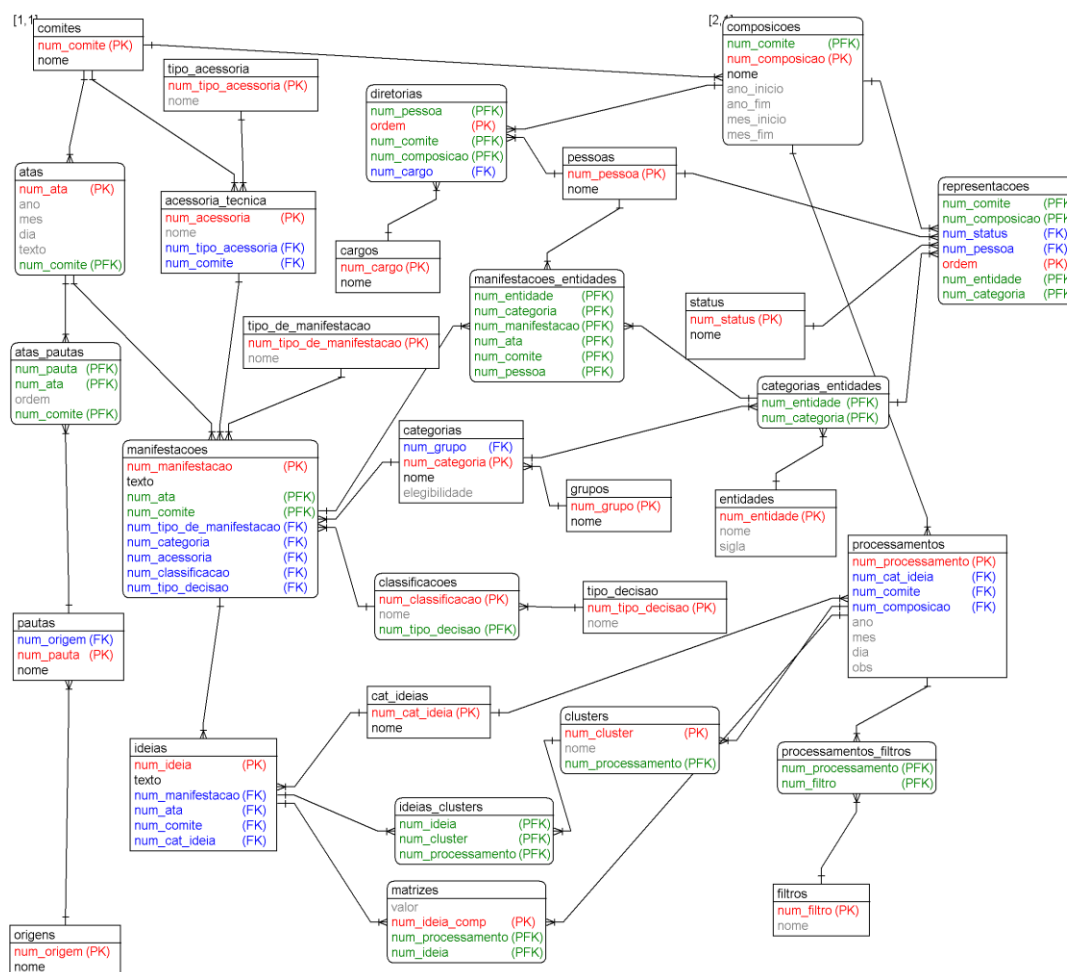 [1,1]
comites
num_comite (PK)
nome
tipo_acessoria
num_tipo_acessoria (PK)
nome
diretorias
num_pessoa (PFK)
ordem (PK)
num_comite (PFK)
num_composicao (PFK)
num_cargo (FK)
[2,
composicoes
num_comite (PFK)
num_composicao (PK)
nome
ano_inicio
ano_fim
mes_inicio
mes_fim
pessoas
num_pessoa (PK)
nome
representacoes
num_comite (PFK)
num_composicao (PFK)
num_status (FK)
num_pessoa (FK)
ordem (PK)
num_entidade (PFK)
num_categoria (PFK)
atas
num_ata (PK)
ano
mes
dia
texto
num_comite (PFK)
acessoria_tecnica
num_acessoria (PK)
nome
num_tipo_acessoria (FK)
num_comite (FK)
cargos
num_cargo (PK)
nome
manifestacoes_entidades
num_entidade (PFK)
num_categoria (PFK)
num_manifestacao (PFK)
num_ata (PFK)
num_comite (PFK)
num_pessoa (PFK)
status
num_status (PK)
nome
tipo_de_manifestacao
num_tipo_de_manifestacao (PK)
nome
atas_pautas
num_pauta (PFK)
num_ata (PFK)
ordem
num_comite (PFK)
categorias_entidades
num_entidade (PFK)
num_categoria (PFK)
manifestacoes
num_manifestacao (PK)
texto
num_ata (PFK)
num_comite (PFK)
num_tipo_de_manifestacao (FK)
num_categoria (FK)
num_acessoria (FK)
num_classificacao (FK)
num_tipo_decisao (FK)
categorias
num_grupo (FK)
num_categoria (PK)
nome
elegibilidade
grupos
num_grupo (PK)
nome
entidades
num_entidade (PK)
nome
sigla
processamentos
num_processamento (PK)
num_cat_ideia (FK)
num_comite (FK)
num_composicao (FK)
ano
mes
dia
obs
classificacoes
num_classificacao (PK)
nome
num_tipo_decisao (PFK)
tipo_decisao
num_tipo_decisao (PK)
nome
pautas
num_origem (FK)
num_pauta (PK)
nome
cat_ideias
num_cat_ideia (PK)
nome
clusters
num_cluster (PK)
nome
num_processamento (PFK)
ideias
num_ideia (PK)
texto
num_manifestacao (FK)
num_ata (FK)
num_comite (FK)
num_cat_ideia (FK)
processamentos_filtros
num_processamento (PFK)
num_filtro (PFK)
ideias_clusters
num_ideia (PFK)
num_cluster (PFK)
num_processamento (PFK)
matrizes
valor
num_ideia_comp (PK)
num_processamento (PFK)
num_ideia (PFK)
filtros
num_filtro (PK)
nome
origens
num_origem (PK)
nome